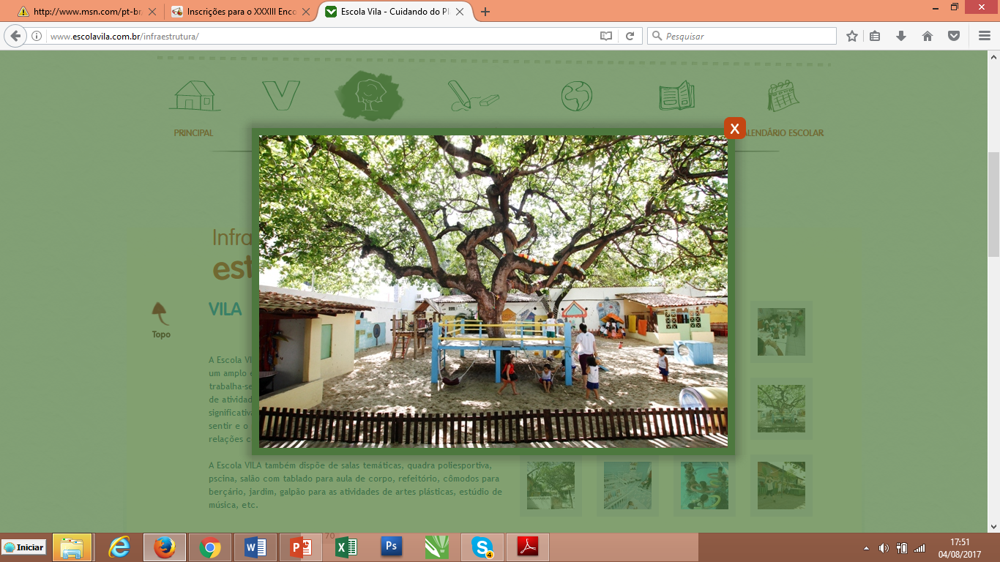 http://www.msn.com/pt-br
Inscrições para o XXXIII Enco
Escola Vila - Cuidando do Pl
www.escolavila.com.br/infraestrutura/
Pesquisar
PRINCIPAL
ALENDÁRIO ESCOLAR
X
Infra
est
VILA
Topo
A Escola VI
um amplo
trabalha-se
de atividad
significativa
sentir e o
relações c
A Escola VILA também dispõe de salas temáticas, quadra poliesportiva,
pscina, salão com tablado para aula de corpo, refeitório, cômodos para
berçário, jardim, galpão para as atividades de artes plásticas, estúdio de
música, etc.
70
Iniciar
4
17:51
04/08/2017